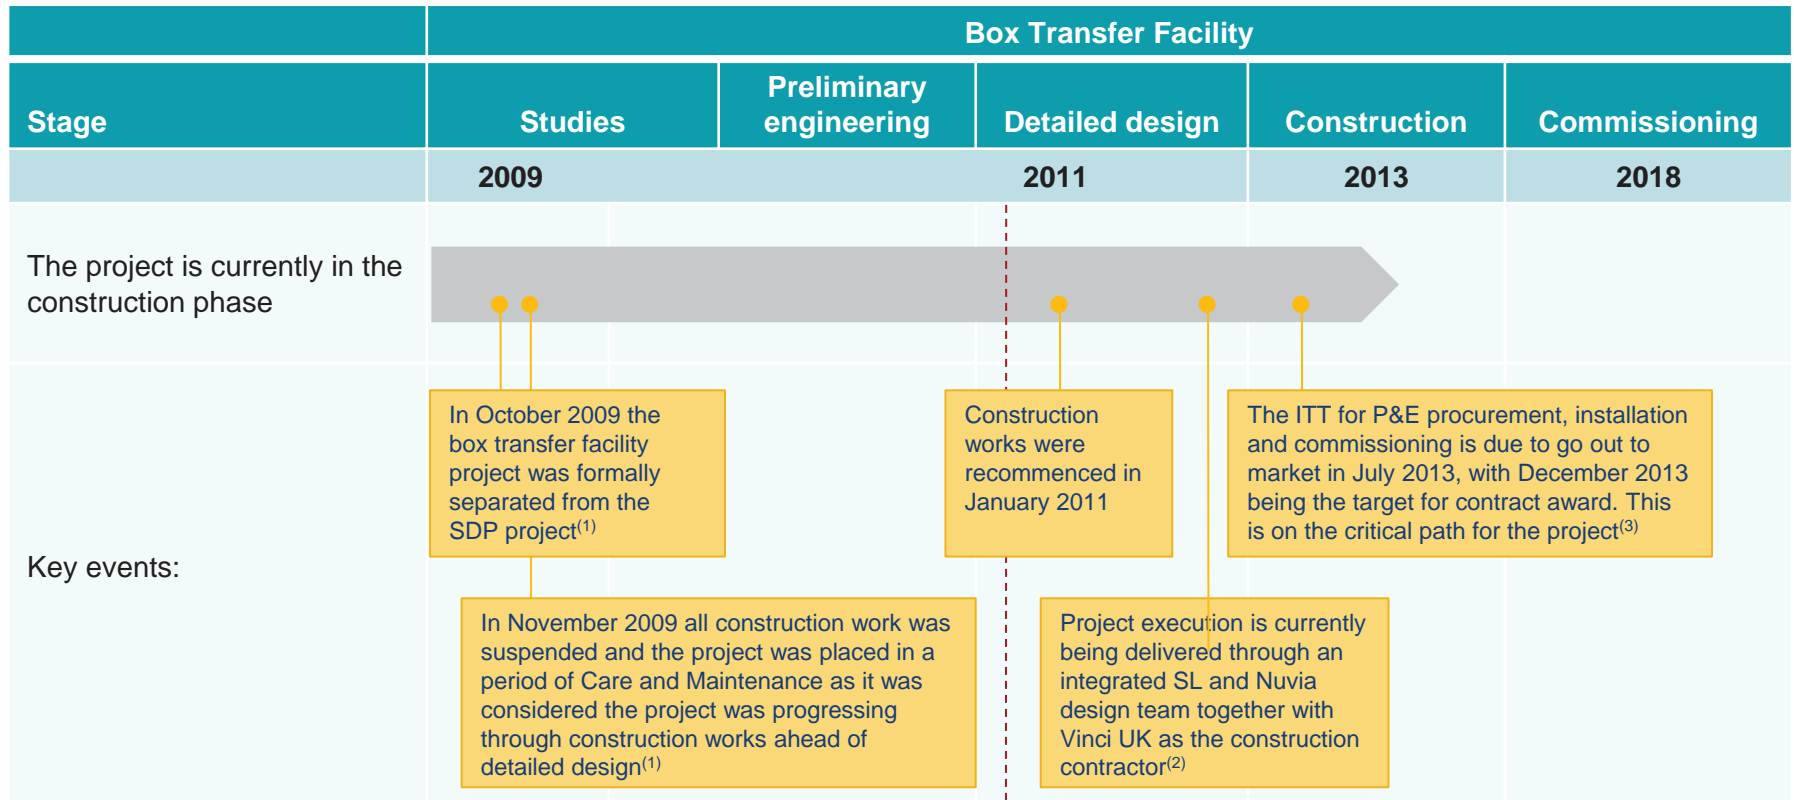 Box Transfer Facility
Stage
Studies
Preliminary
engineering
Detailed design
Construction
Commissioning
2009
2011
2013
2018
The project is currently in the
construction phase
Key events:
In October 2009 the
box transfer facility
project was formally
separated from the
SDP project(1)
Construction
works were
recommenced in
January 2011
The ITT for P&E procurement, installation
and commissioning is due to go out to
market in July 2013, with December 2013
being the target for contract award. This
is on the critical path for the project(3)
In November 2009 all construction work was
suspended and the project was placed in a
period of Care and Maintenance as it was
considered the project was progressing
through construction works ahead of
detailed design(1)
Project execution is currently
being delivered through an
integrated SL and Nuvia
design team together with
Vinci UK as the construction
contractor(2)